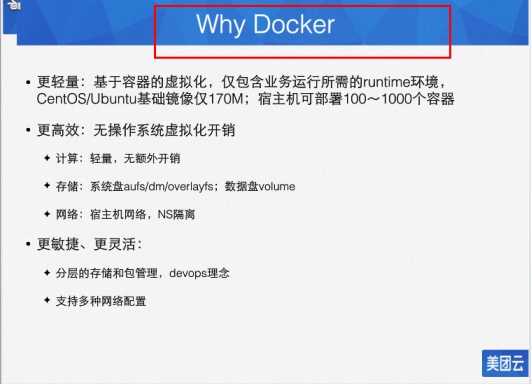 Why Docker
• 更轻量：基于容器的虚拟化，仅包含业务运行所需的runtime环境，
CentOS/Ubuntu基础镜像仅170M；宿主机可部署100～1000个容器
• 更高效：无操作系统虚拟化开销
✦ 计算：轻量，无额外开销
✦ 存储：系统盘aufs/dm/overlayfs；数据盘volume
✦ 网络：宿主机网络，NS隔离
• 更敏捷、更灵活：
✦ 分层的存储和包管理，devops理念
✦ 支持多种网络配置
美团云